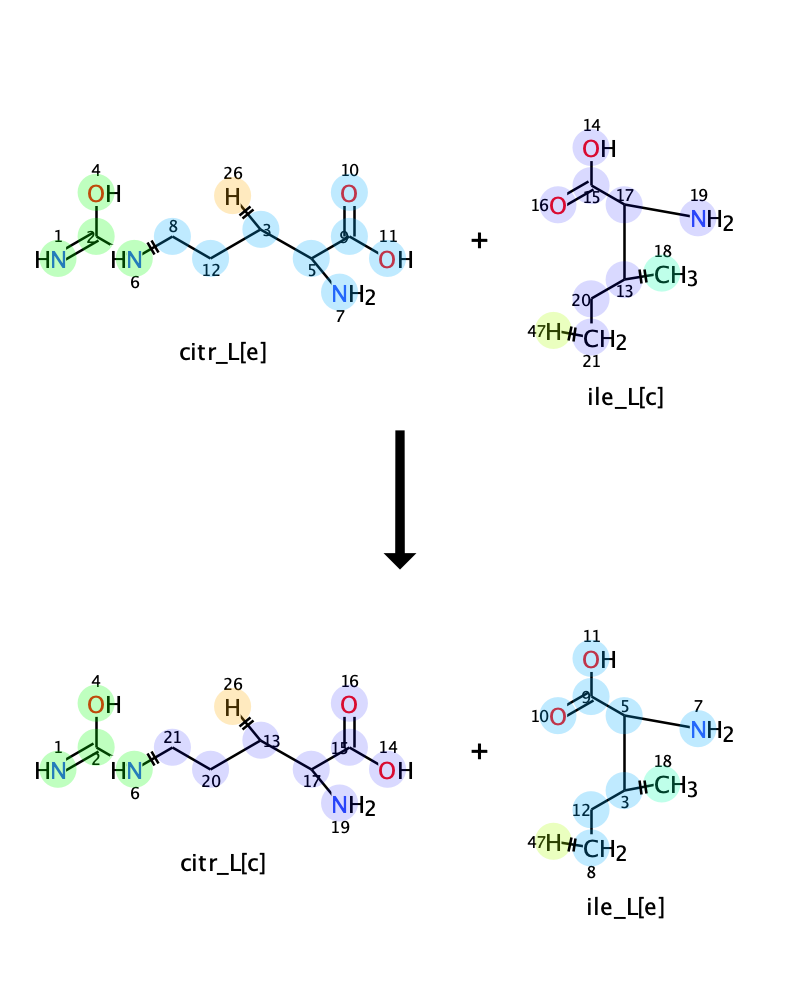 4 OH 26 H 10 O
1 HN 2 HN 6 8 12 3 5 9 11 OH
NH2 7
citr_L[e]
+
14 OH
16 O 15 17 19 NH2
18 CH3
20 13
47 H CH2
21
ile_L[c]
4 OH 26 H 16 O
1 HN 2 HN 6 21 20 13 17 15 14 OH
NH2
19
citr_L[c]
+
11 OH
10 O 9 5 7 NH2
18 CH3
12 3
47 H CH2
8
ile_L[e]